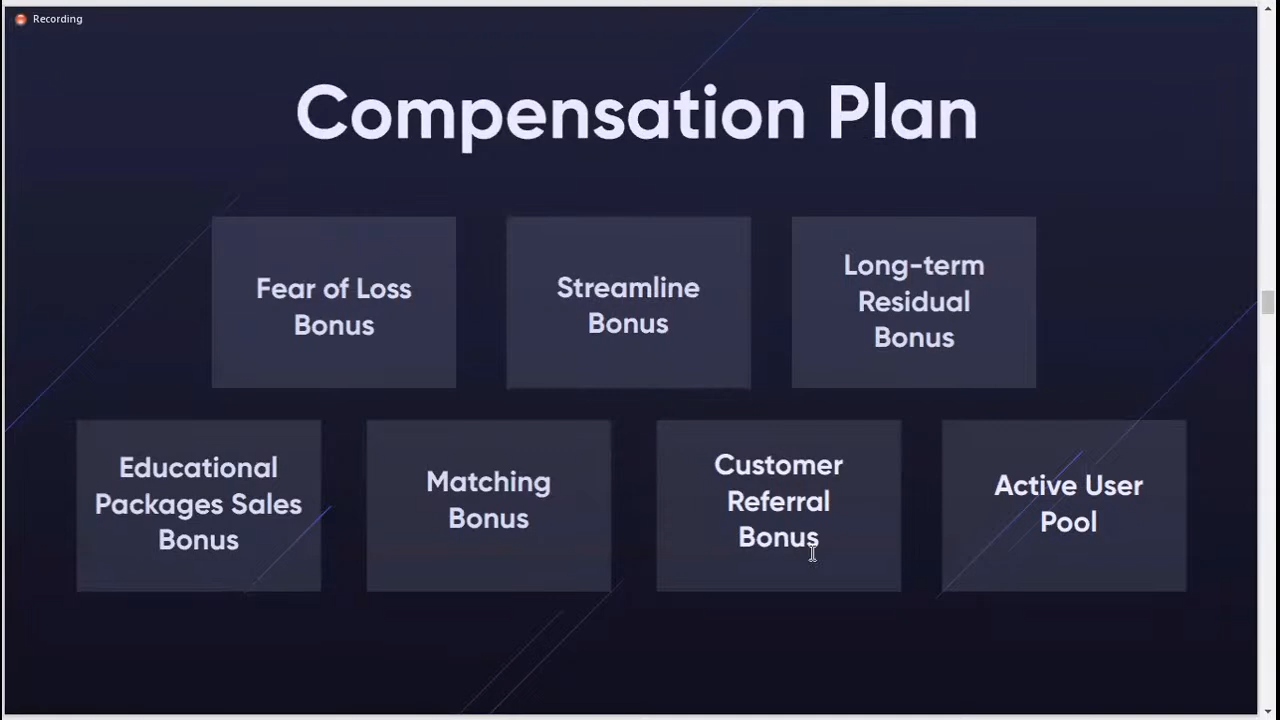 Recording
Compensation Plan
Fear of Loss
Bonus
Streamline
Bonus
Long-term
Residual
Bonus
Educational
Packages Sales
Bonus
Matching
Bonus
Customer
Referral
Bonus
Active User
Pool